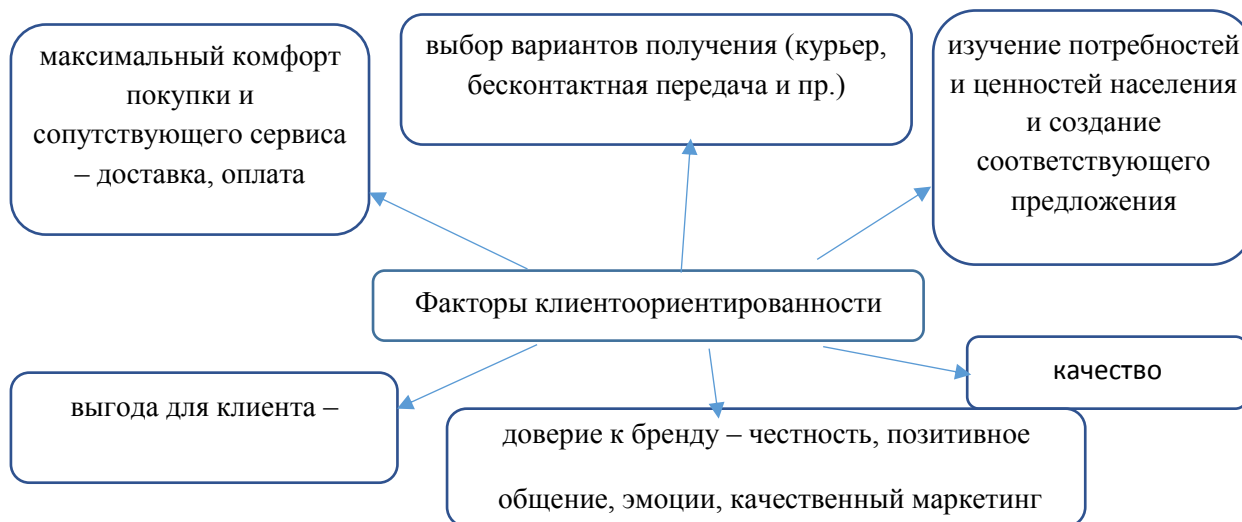 максимальный комфорт
покупки и
сопутствующего сервиса
– доставка, оплата
выбор вариантов получения (курьер,
бесконтактная передача и пр.)
изучение потребностей
и ценностей населения
и создание
соответствующего
предложения
Факторы клиентоориентированности
выгода для клиента –
доверие к бренду – честность, позитивное
общение, эмоции, качественный маркетинг
качество